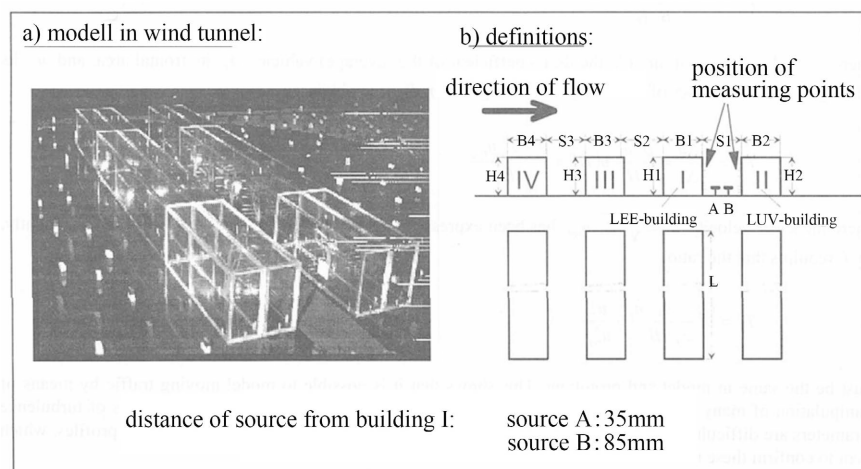 a) modell in wind tunnel:
b) definitions:
direction of flow
position of
measuring points
B4 S3 B3 S2 B1 S1 B2
H4 IV H3 III H1 I II H2
A B
LEE-building LUV-building
L
distance of source from building I: source A : 35mm
source B : 85mm